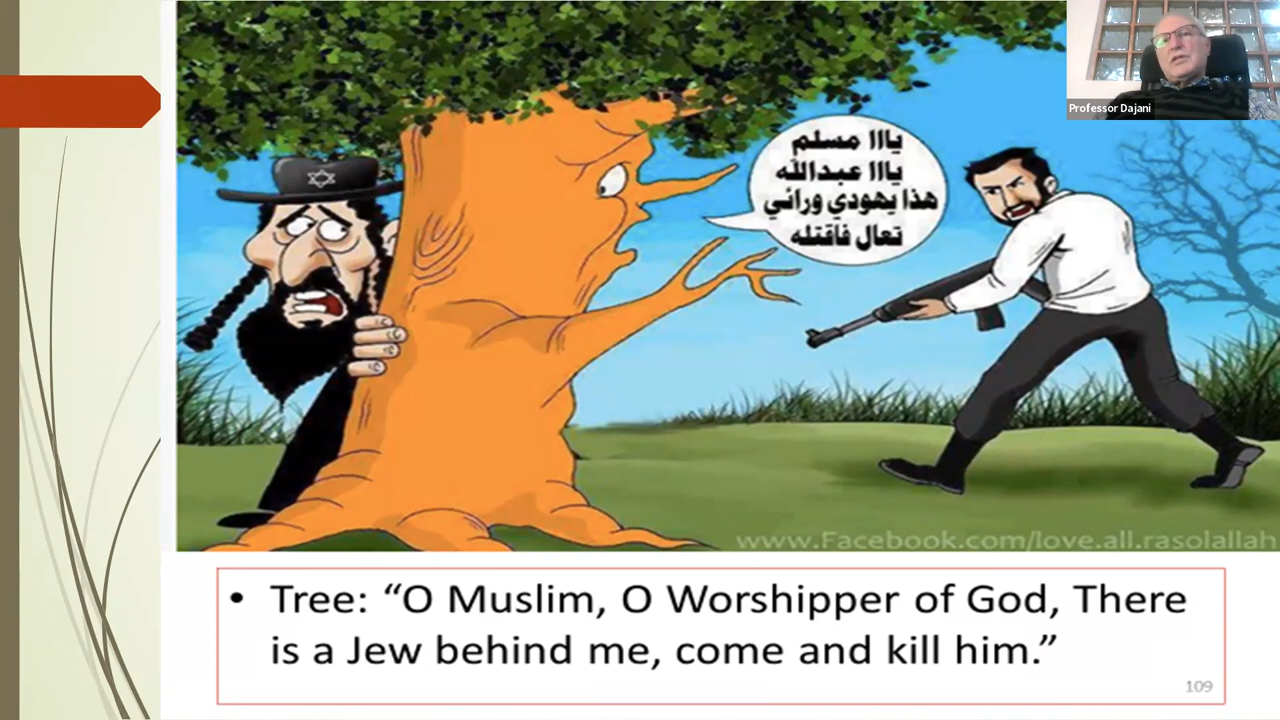 Professor Dajani
يااا مسلم
يااا عبدالله
هذا يهودي ورائي
تعال فاقتله
www.Facebook.com/love.all.rasolallah
• Tree: “O Muslim, O Worshipper of God, There
is a Jew behind me, come and kill him.”
109